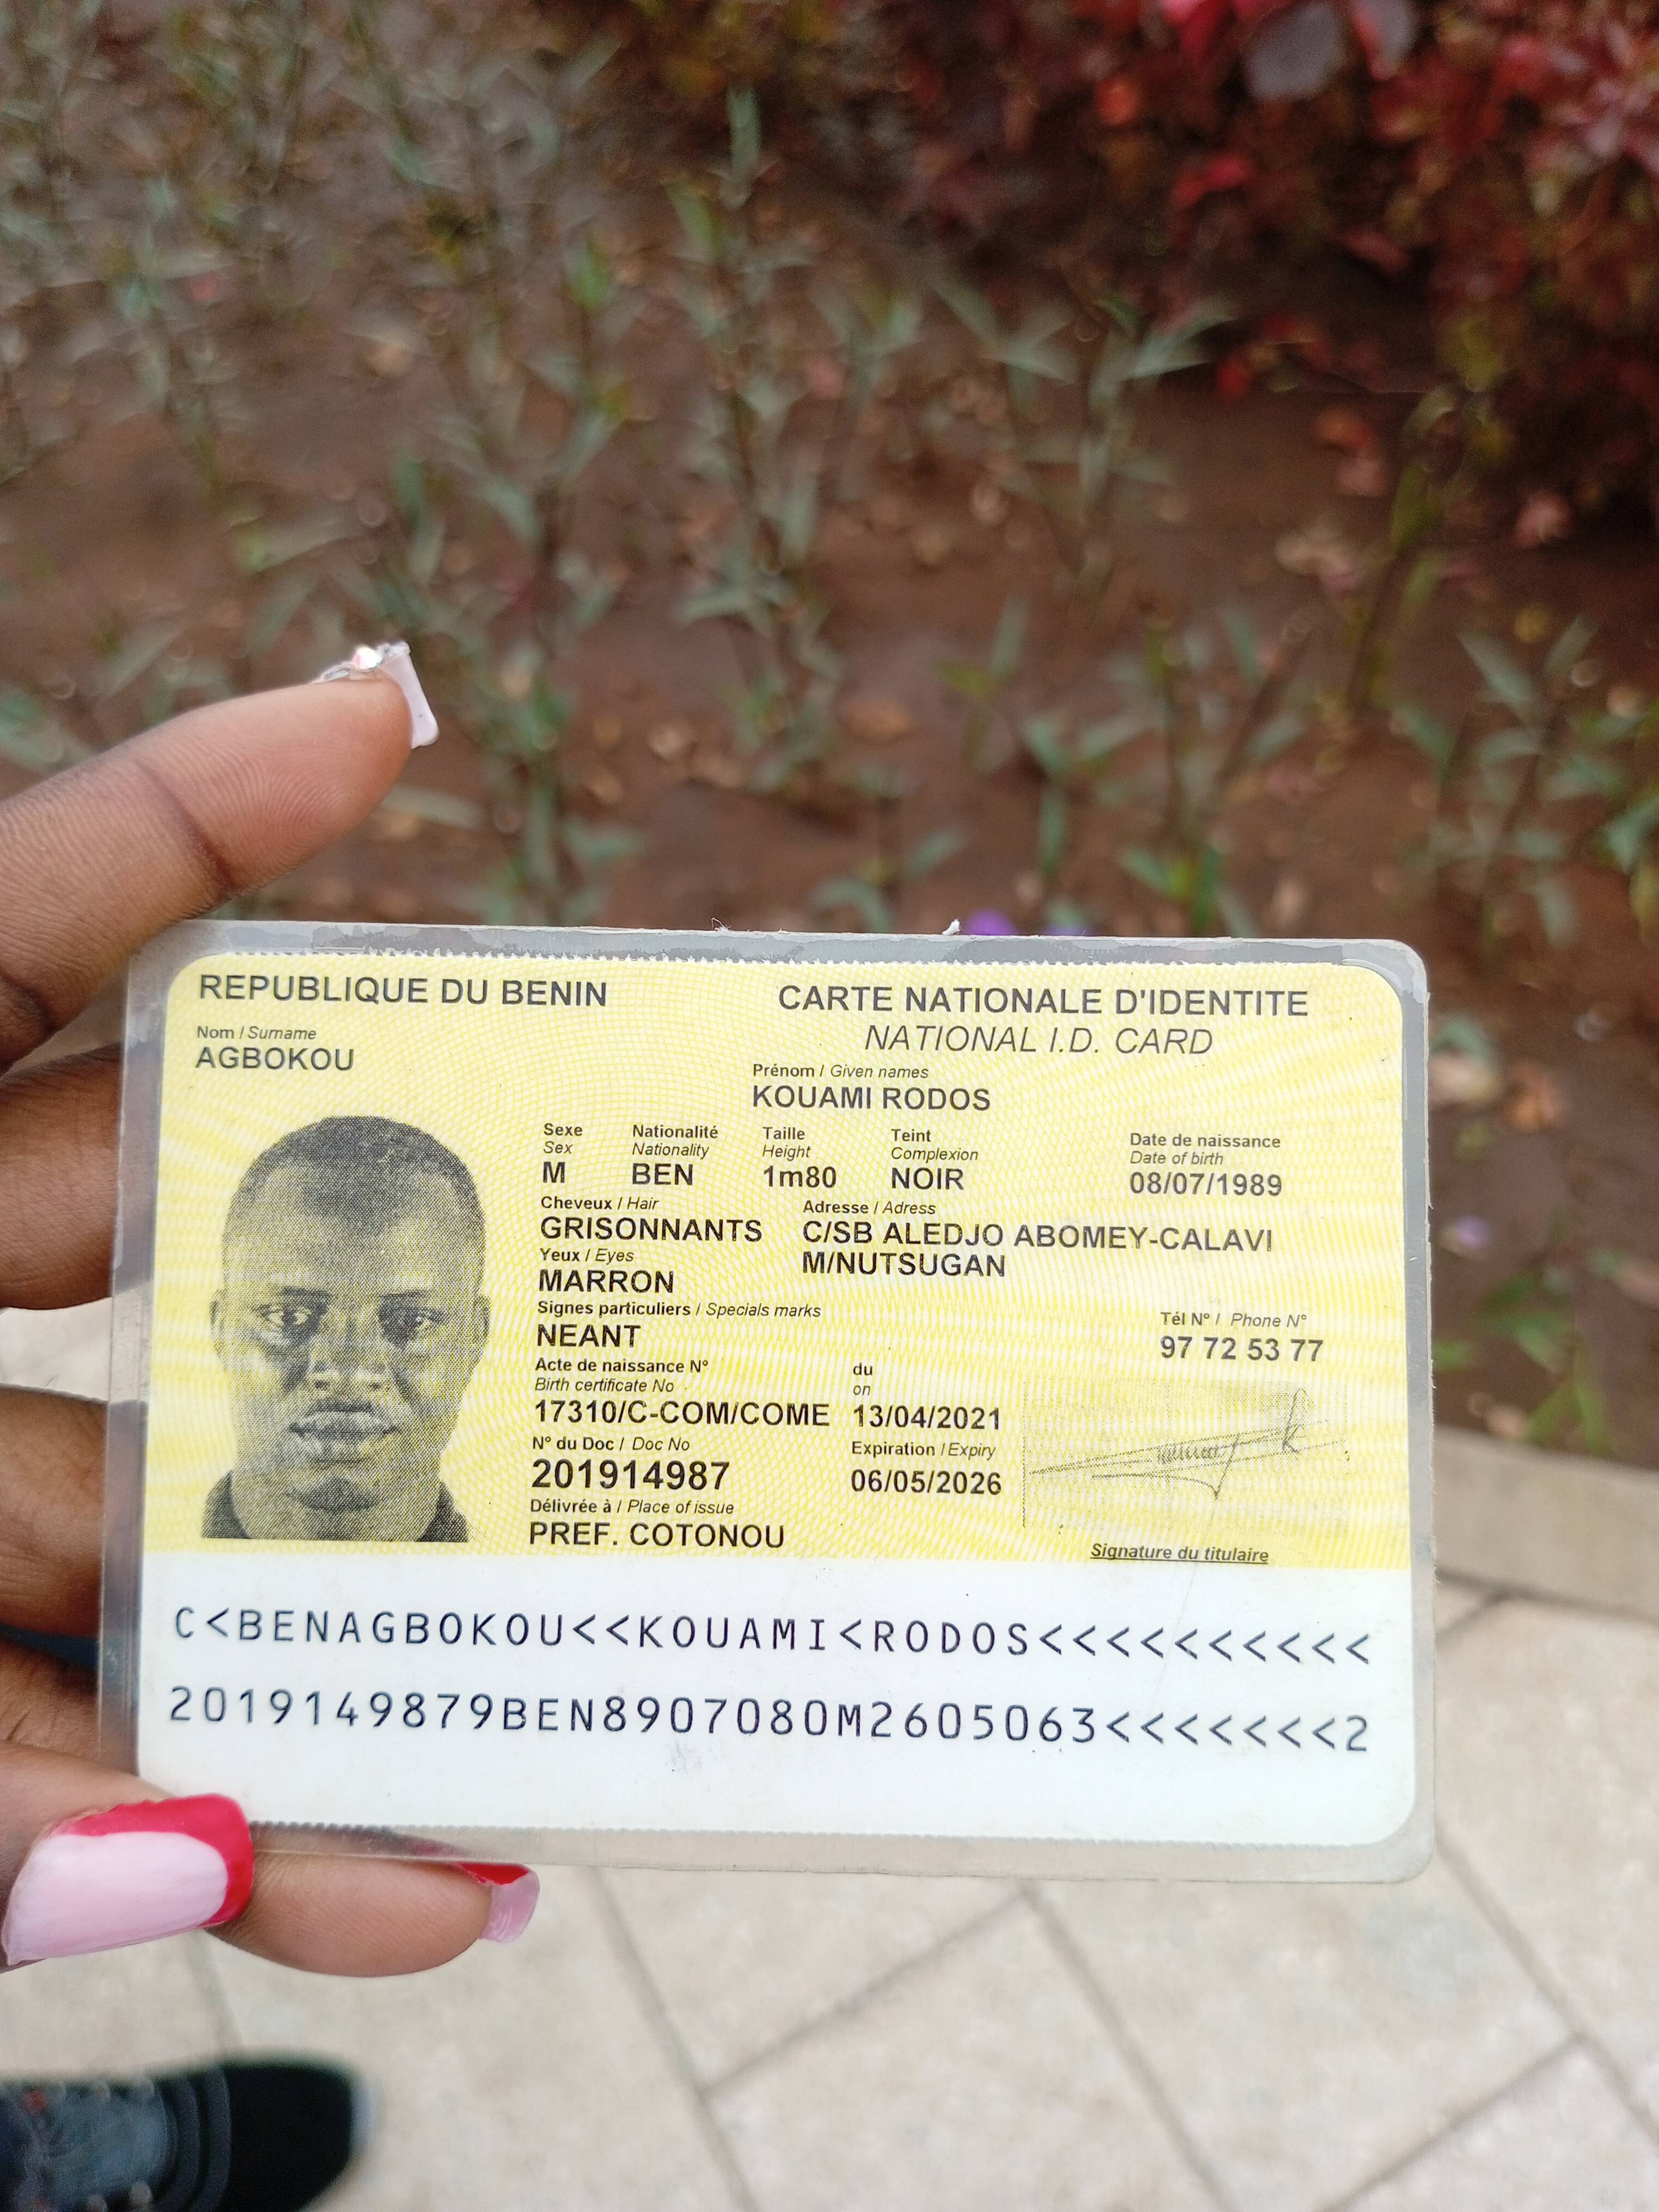 REPUBLIQUE DU BENIN
CARTE NATIONALE D'IDENTITE
NATIONAL I.D. CARD
Nom / Surname
AGBOKOU
Prénom / Given names
KOUAMI RODOS
Sexe Nationalité Taille Teint Date de naissance
Sex Nationality Height Complexion Date of birth
M BEN 1m80 NOIR 08/07/1989
Cheveux / Hair Adresse / Adress
GRISONNANTS C/SB ALEDJO ABOMEY-CALAVI
Yeux / Eyes M/NUTSUGAN
MARRON
Signes particuliers / Specials marks Tél N° / Phone N°
NEANT 97 72 53 77
Acte de naissance N° du
Birth certificate No on
17310/C-COM/COME 13/04/2021
N° du Doc / Doc No Expiration / Expiry
201914987 06/05/2026
Délivrée à / Place of issue
PREF. COTONOU
Signature du titulaire
C<BENAGBOKOU<<KOUAMI<RODOS<<<<<<<<<<
2019149879BEN8907080M2605063<<<<<<<2